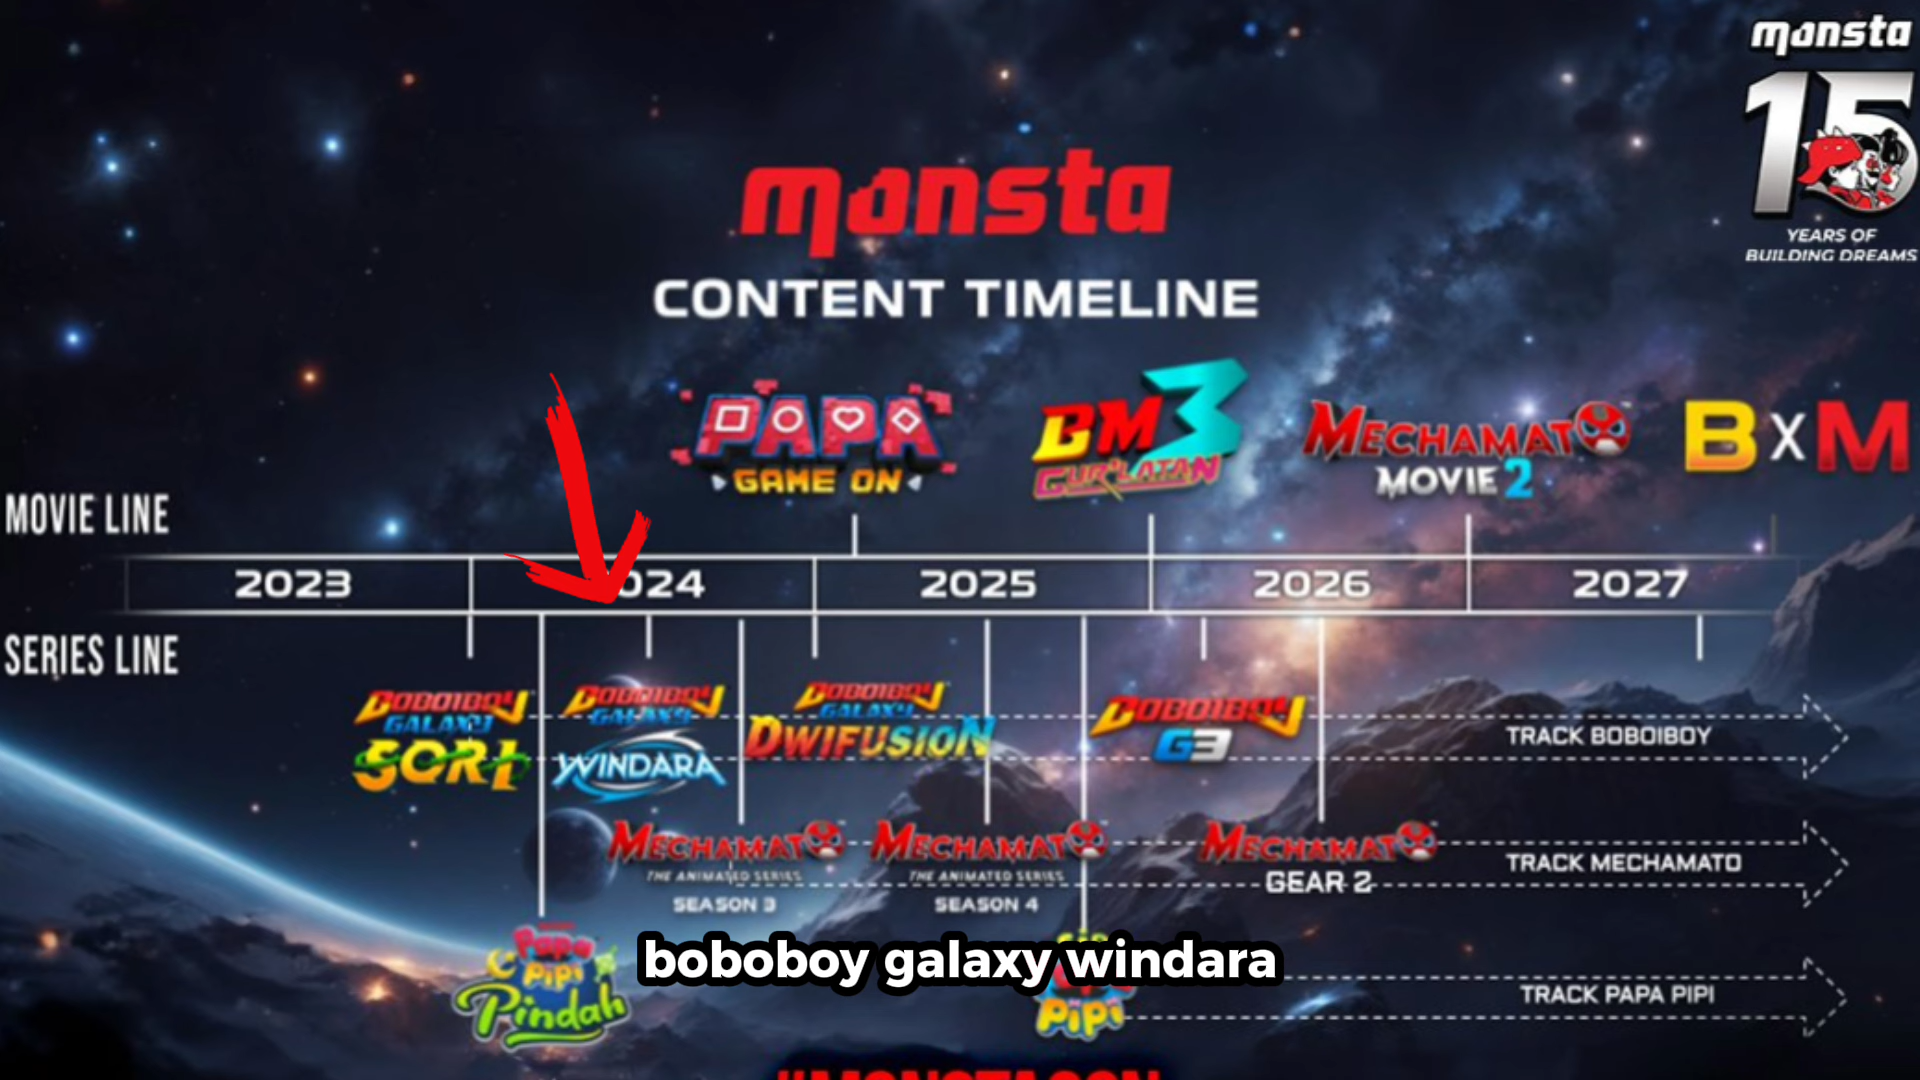 mansta
15
YEARS OF
BUILDING DREAMS
mansta
CONTENT TIMELINE
PAPA
GAME ON
BM3
MECHAMATO
MOVIE 2
B X M
MOVIE LINE
2023
024
2025
2026
2027
SERIES LINE
BOBOIBOY
GALAXY
SORI
BOBOIBOY
GALAXY
WINDARA
BOBOIBOY
GALAXY
DWIFUSION
BOBOIBOY
G3
TRACK BOBOIBOY
MECHAMATO
THE ANIMATED SERIES
SEASON 3
MECHAMATO
THE ANIMATED SERIES
SEASON 4
MECHAMATO
GEAR 2
TRACK MECHAMATO
Papa
Pipi
Pindah
boboboy galaxy windara
Pipi
TRACK PAPA PIPI